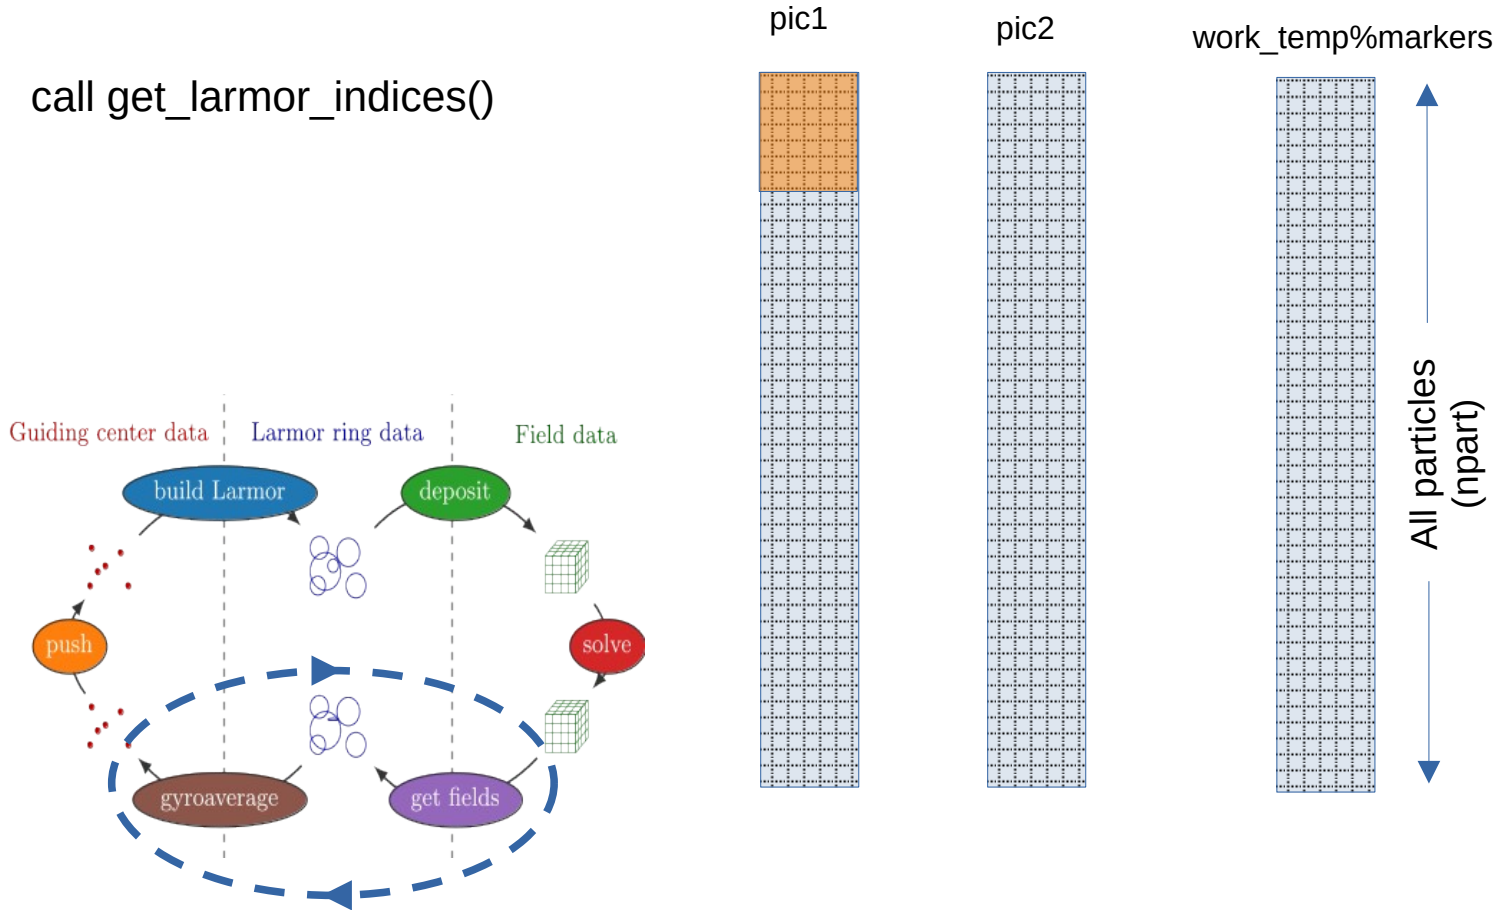 pic1
pic2
work_temp%markers
call get_larmor_indices()
All particles
(npart)
Guiding center data
Larmor ring data
Field data
build Larmor
deposit
push
solve
gyroaverage
get fields